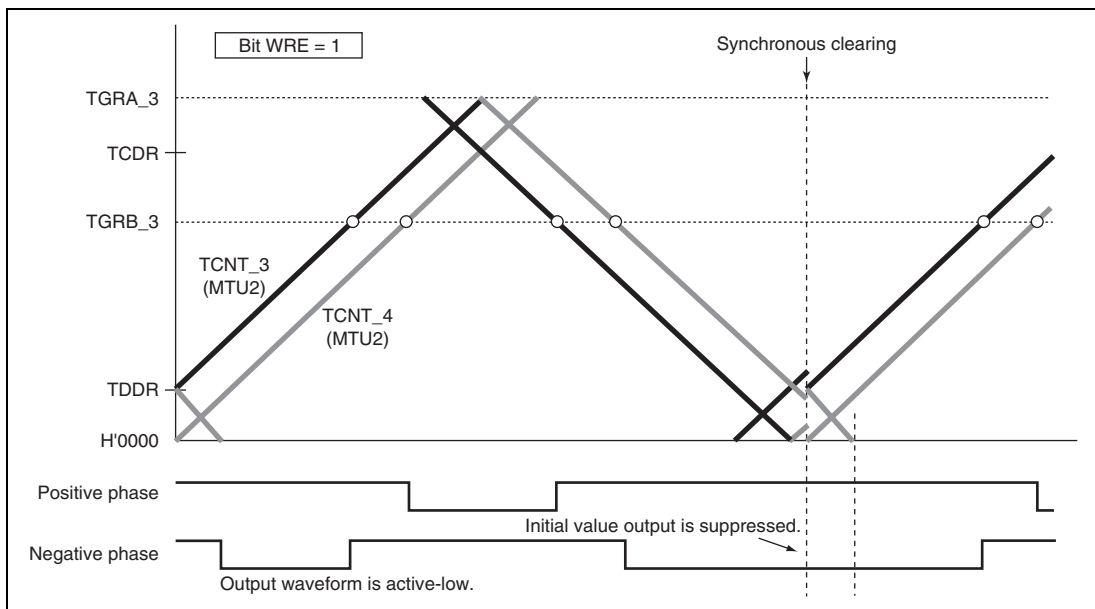 Bit WRE = 1
Synchronous clearing
TGRA_3
TCDR
TGRB_3
TCNT_3
(MTU2)
TCNT_4
(MTU2)
TDDR
H'0000
Positive phase
Initial value output is suppressed.
Negative phase
Output waveform is active-low.